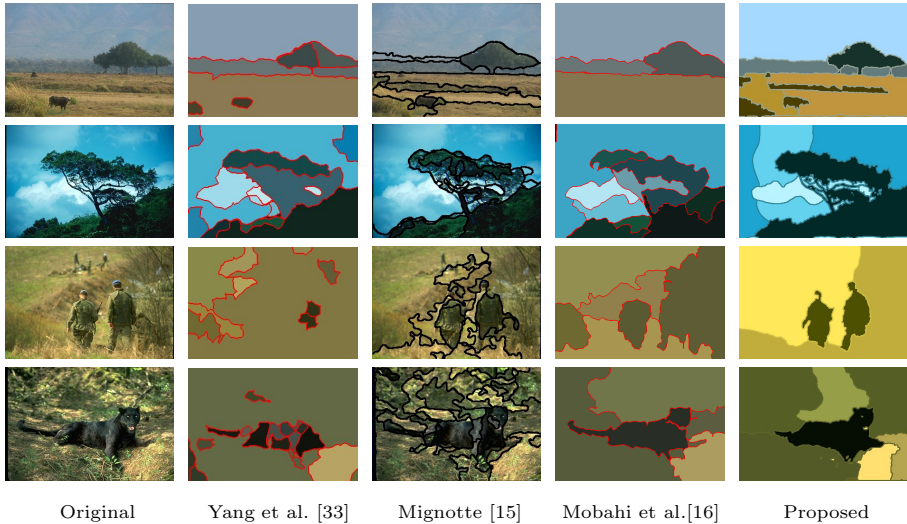 Original Yang et al. [33] Mignotte [15] Mobahi et al.[16] Proposed